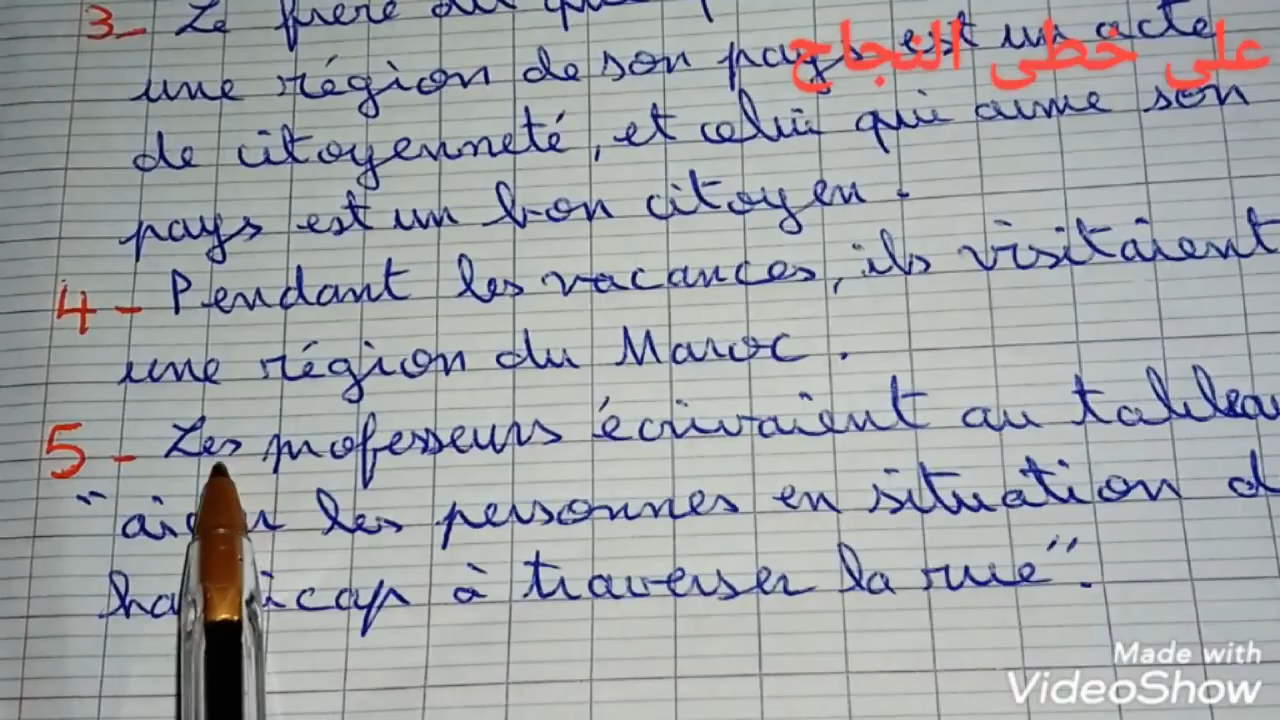 3- Le frère du
une région de son pays est un acte
على خطى النجاح
de citoyenneté, et celui qui aime son
pays est un bon citoyen.
4- Pendant les vacances, ils visitaient
une région du Maroc.
5- Les professeurs écrivaient au tableau
"aider les personnes en situation d
handicap à traverser la rue".
Made with
VideoShow